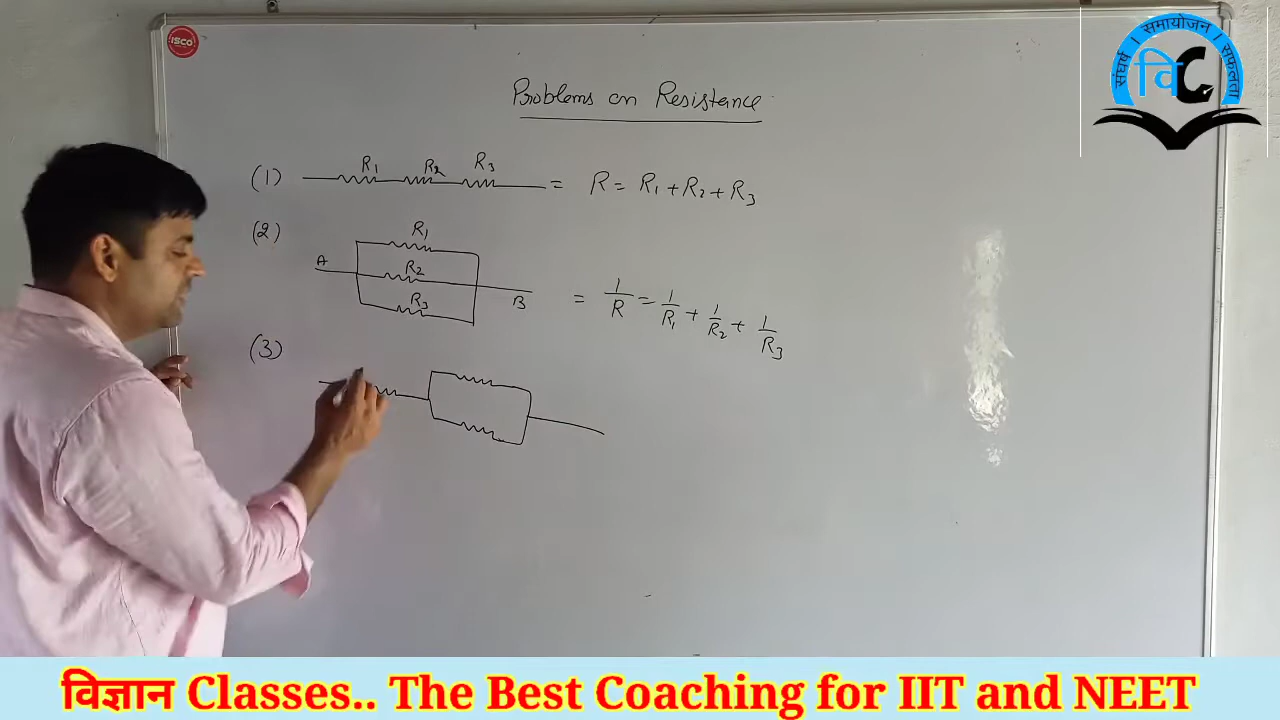 ISCO
संघर्ष । समायोजन । सफलता
वि C
Problems on Resistance
(1) R1 R2 R3 = R = R1 + R2 + R3
(2) R1
A R2
R3 B = 1/R = 1/R1 + 1/R2 + 1/R3
(3)
विज्ञान Classes.. The Best Coaching for IIT and NEET